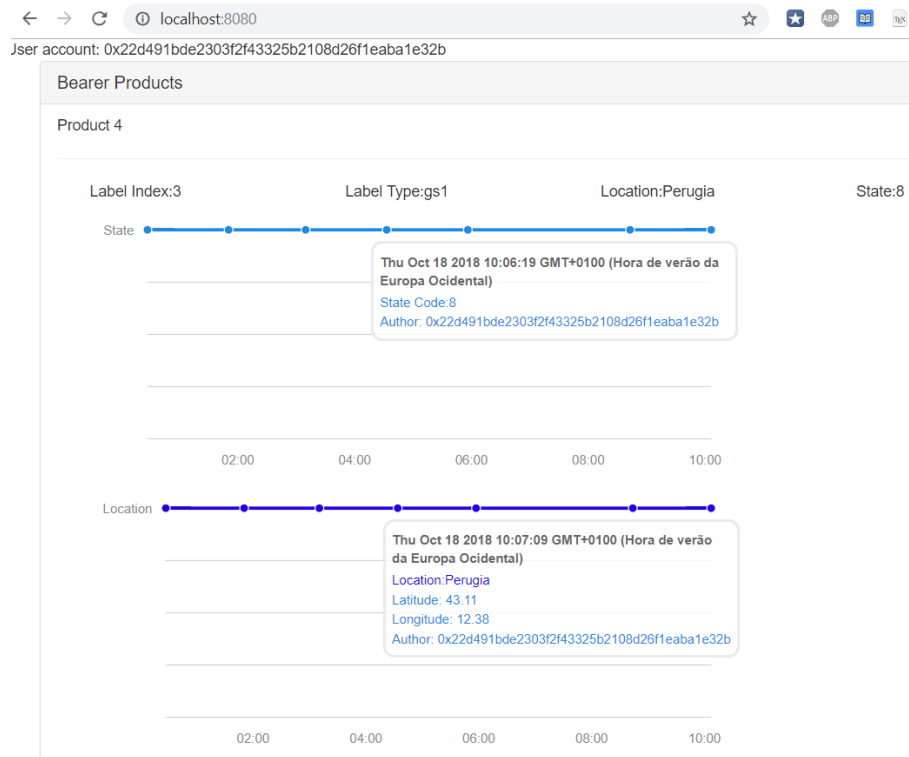 localhost:8080
ABP
TEX
User account: 0x22d491bde2303f2f43325b2108d26f1eaba1e32b
Bearer Products
Product 4
Label Index:3 Label Type:gs1 Location:Perugia State:8
State
Thu Oct 18 2018 10:06:19 GMT+0100 (Hora de verão da
Europa Ocidental)
State Code:8
Author: 0x22d491bde2303f2f43325b2108d26f1eaba1e32b
02:00 04:00 06:00 08:00 10:00
Location
Thu Oct 18 2018 10:07:09 GMT+0100 (Hora de verão
da Europa Ocidental)
Location:Perugia
Latitude: 43.11
Longitude: 12.38
Author: 0x22d491bde2303f2f43325b2108d26f1eaba1e32b
02:00 04:00 06:00 08:00 10:00